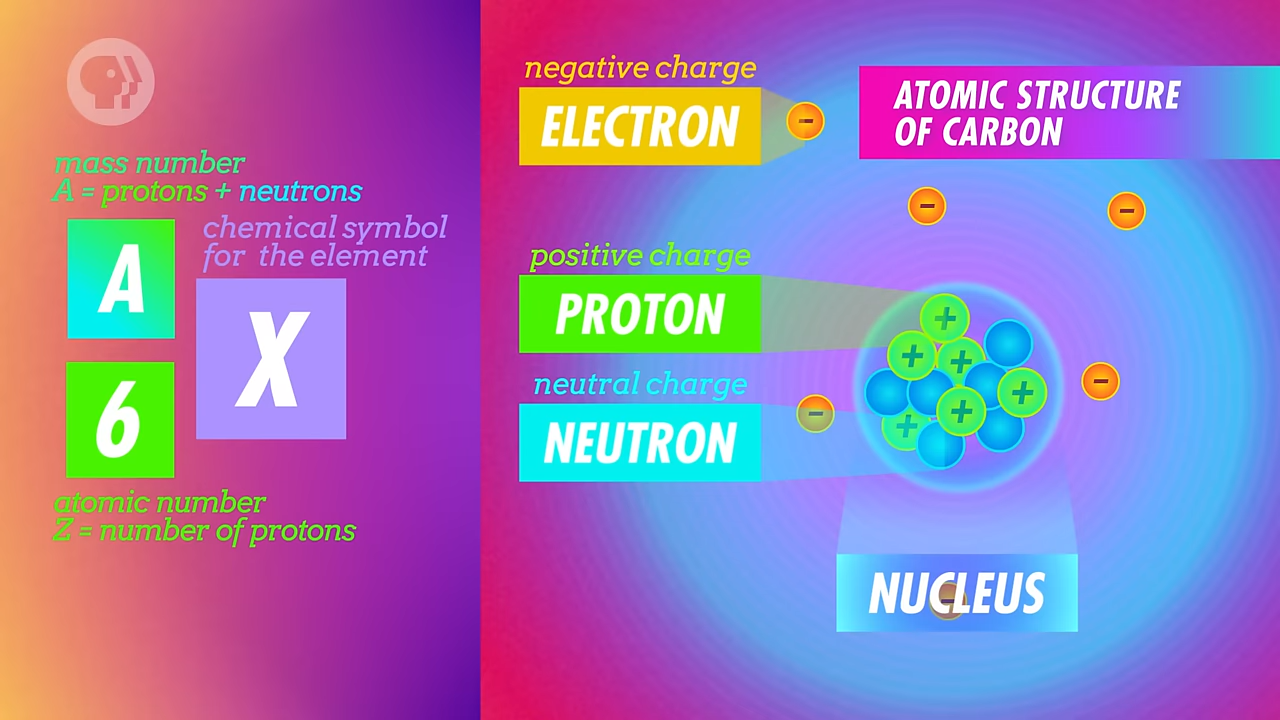 mass number
A = protons + neutrons
A
chemical symbol
for the element
X
6
atomic number
Z = number of protons
negative charge
ELECTRON
-
ATOMIC STRUCTURE
OF CARBON
-
-
positive charge
PROTON
+
+
+
neutral charge
-
+
-
NEUTRON
+
+
NUCLEUS
-